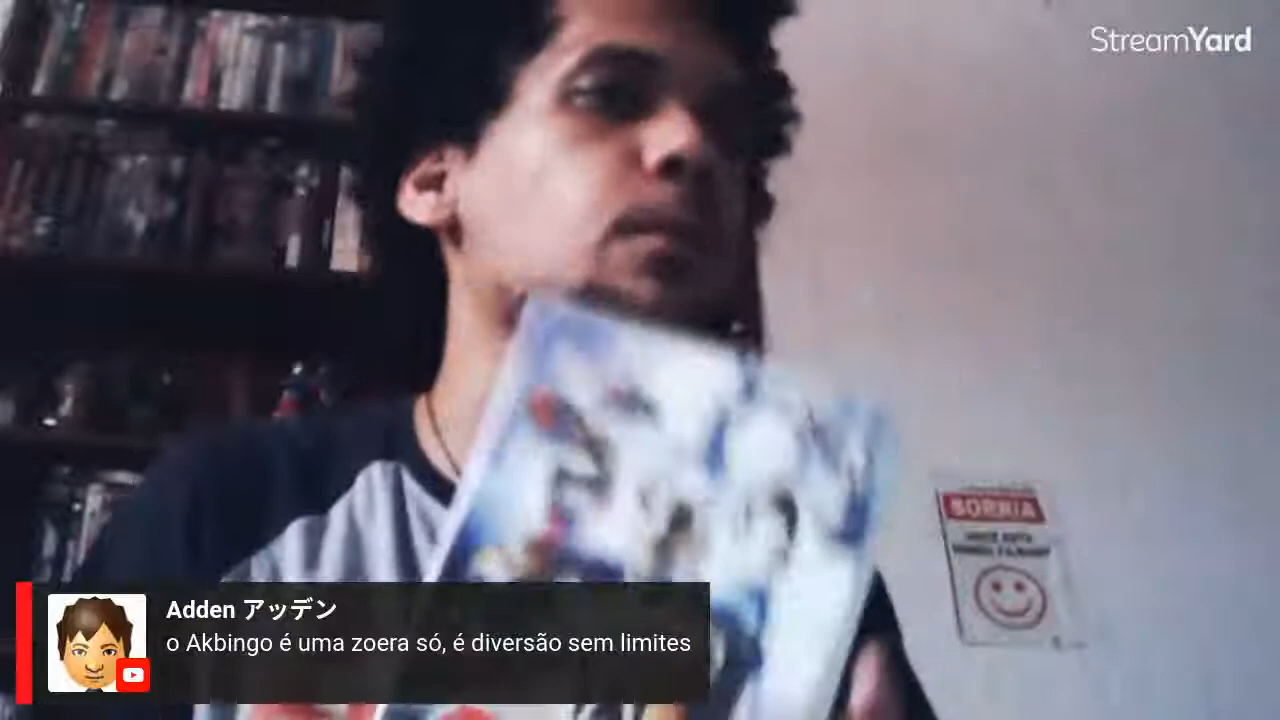 StreamYard
SORRIA
Adden アッデン
o Akbingo é uma zoera só, é diversão sem limites